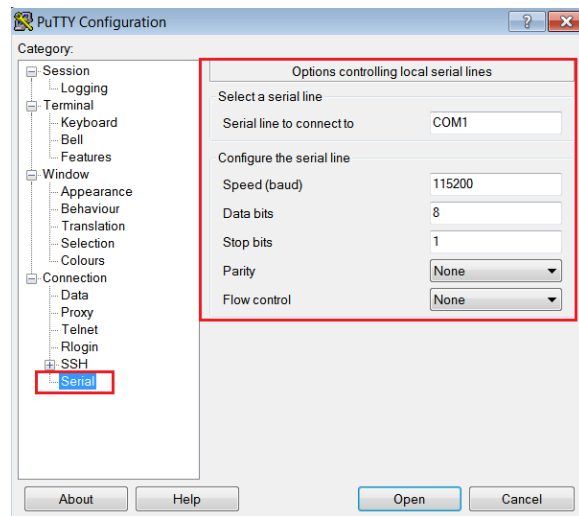 PuTTY Configuration
Category:
Session
Logging
Terminal
Keyboard
Bell
Features
Window
Appearance
Behaviour
Translation
Selection
Colours
Connection
Data
Proxy
Telnet
Rlogin
SSH
Serial
Options controlling local serial lines
Select a serial line
Serial line to connect to COM1
Configure the serial line
Speed (baud) 115200
Data bits 8
Stop bits 1
Parity None
Flow control None
About Help Open Cancel